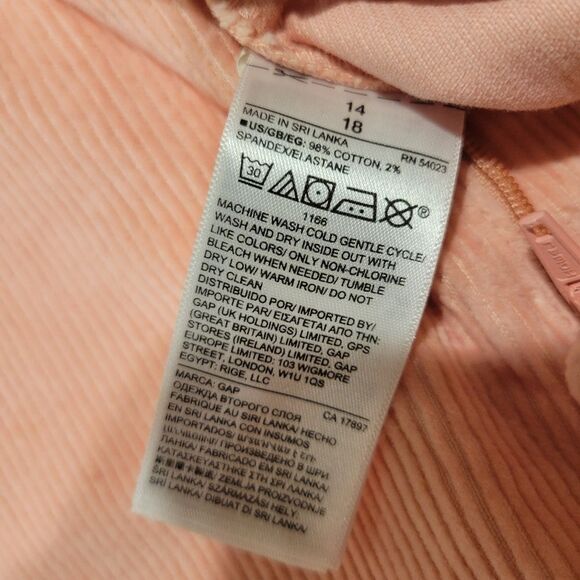 14
18
MADE IN SRI LANKA
RN 54023
■US/GB/EG: 98% COTTON, 2%
SPANDEX/ELASTANE
30
®
1166
MACHINE WASH COLD GENTLE CYCLE/
WASH AND DRY INSIDE OUT WITH
LIKE COLORS/ ONLY NON-CHLORINE
BLEACH WHEN NEEDED/ TUMBLE
DRY LOW/ WARM IRON/ DO NOT
DRY CLEAN
DISTRIBUIDO POR/ IMPORTED BY/
IMPORTE PAR/ ΕΙΣΑΓΕΤΑΙ ΑΠΟ ΤΗΝ:
GAP (UK HOLDINGS) LIMITED, GPS
(GREAT BRITAIN) LIMITED, GAP
STORES (IRELAND) LIMITED, GAP
EUROPE LIMITED: 103 WIGMORE
STREET, LONDON, W1U 1QS
EGYPT: RIGE, LLC
MARCA: GAP
CA 17897
ОДЕЖДА ВТОРОГО СЛОЯ
FABRIQUE AU SRI LANKA/ HECHO
EN SRI LANKA CON INSUMOS
IMPORTADOS/
ПРОИЗВЕДЕНО В ШРИ
ЛАНКА/ FABRICADO EM SRI LANKA/
ΚΑΤΑΣΚΕΥΑΣΤΗΚΕ ΣΤΗ ΣΡΙ ΛΑΝΚΑ/
ZEMLJA PROIZVODNJE
SRI LANKA/ SZÁRMAZÁSI HELY:
SRI LANKA/ DIBUAT DI SRI LANKA/